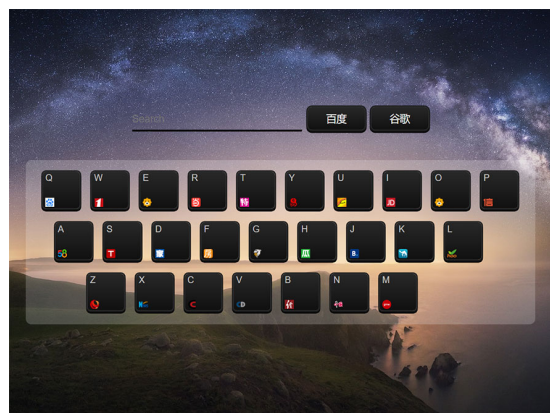 Search 百度 谷歌
Q W E R T Y U I O P
A S D F G H J K L
Z X C V B N M